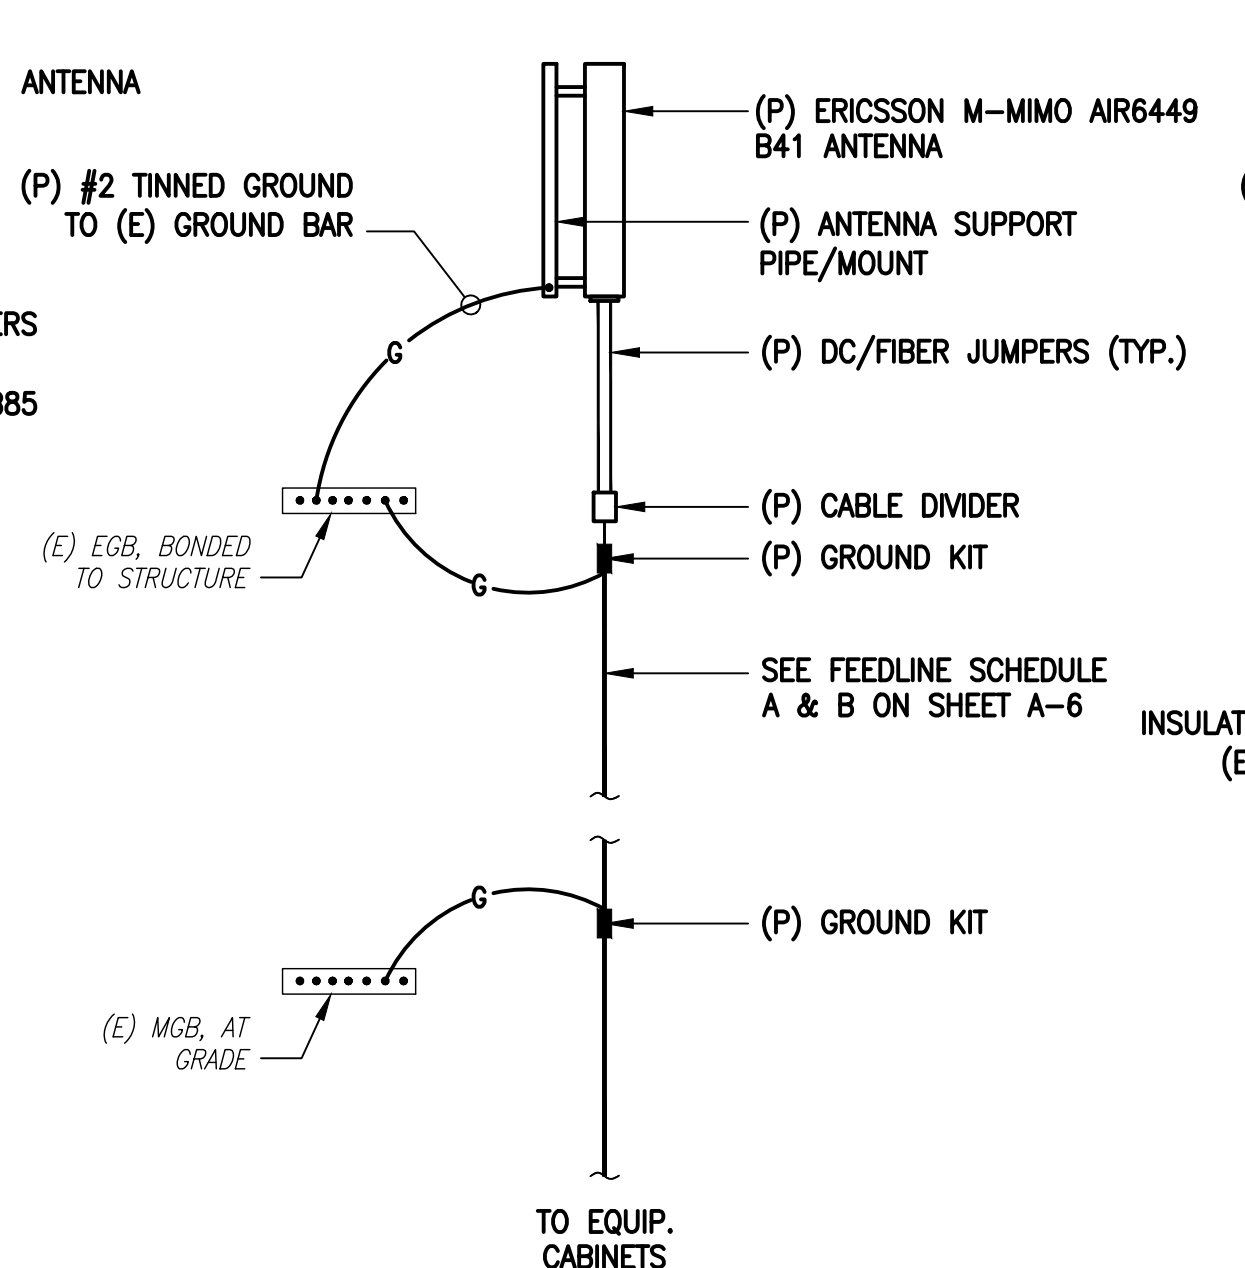 ANTENNA
(P) ERICSSON M-MIMO AIR6449
B41 ANTENNA
(P) #2 TINNED GROUND
TO (E) GROUND BAR
(P) ANTENNA SUPPORT
PIPE/MOUNT
(P) DC/FIBER JUMPERS (TYP.)
G
(P) CABLE DIVIDER
(E) EGB, BONDED
TO STRUCTURE
(P) GROUND KIT
G
SEE FEEDLINE SCHEDULE
A & B ON SHEET A-6
G
(P) GROUND KIT
(E) MGB, AT
GRADE
TO EQUIP.
CABINETS